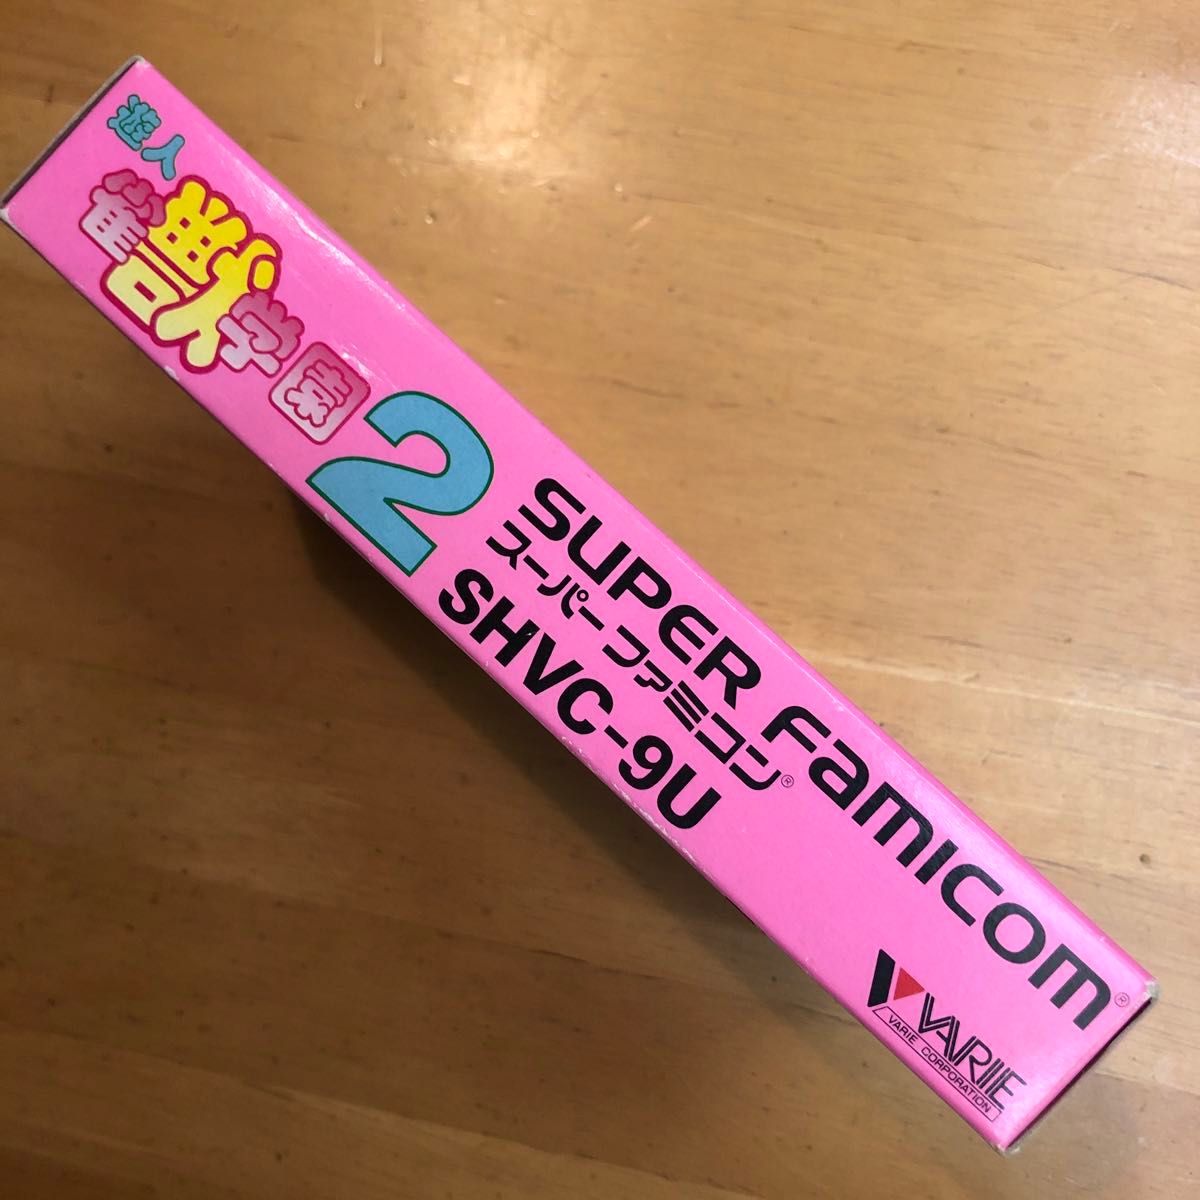 遊人
雀獣学園
2
SUPER Famicom®
スーパーファミコン®
SHVC-9U
VARIE
VARIE CORPORATION